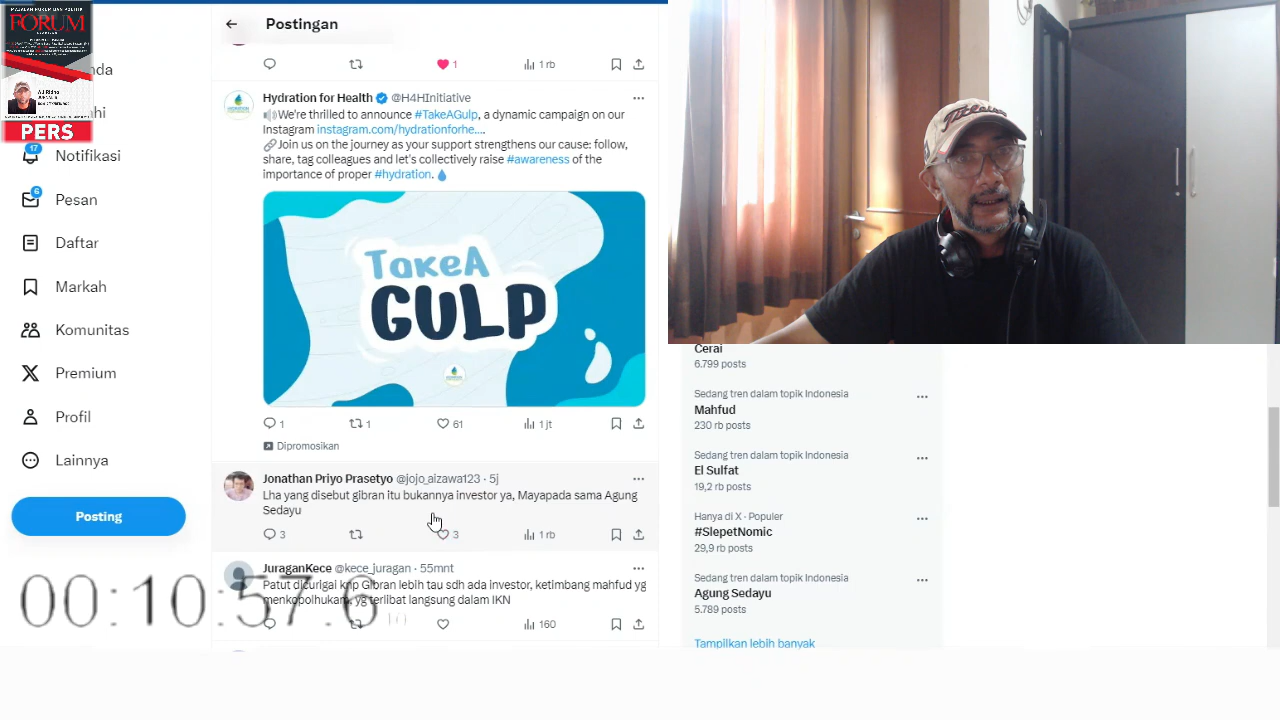 FORUM
PERS
Postingan
Notifikasi
17
Pesan
6
Daftar
Markah
Komunitas
Premium
Profil
Lainnya
Posting
1
1 rb
Hydration for Health @H4HInitiative
We're thrilled to announce #TakeAGulp, a dynamic campaign on our
Instagram instagram.com/hydrationforhe....
Join us on the journey as your support strengthens our cause: follow,
share, tag colleagues and let's collectively raise #awareness of the
importance of proper #hydration.
TakeA
GULP
1 1 61 1 jt
Dipromosikan
Jonathan Priyo Prasetyo @jojo_aizawa123 · 5j
Lha yang disebut gibran itu bukannya investor ya, Mayapada sama Agung
Sedayu
3 3 1 rb
JuraganKece @kece_juragan · 55mnt
Patut dicurigai knp Gibran lebih tau sdh ada investor, ketimbang mahfud yg
menkopolhukam, yg terlibat langsung dalam IKN
160
00:10:57.6
Cerai
6.799 posts
Sedang tren dalam topik Indonesia
Mahfud
230 rb posts
Sedang tren dalam topik Indonesia
El Sulfat
19,2 rb posts
Hanya di X · Populer
#SlepetNomic
29,9 rb posts
Sedang tren dalam topik Indonesia
Agung Sedayu
5.789 posts
Tampilkan lebih banyak